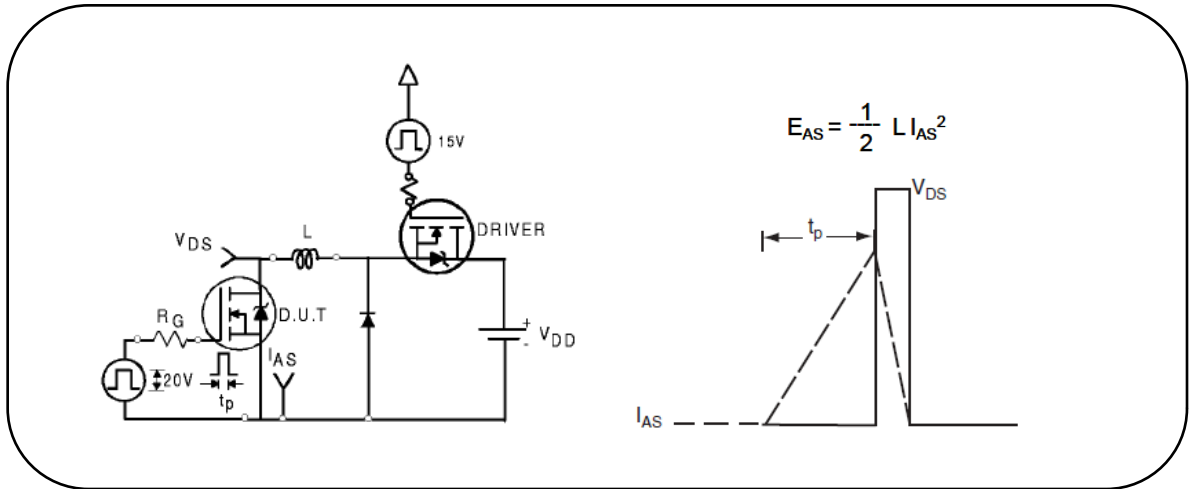 15V
DRIVER
VDS
L
RG
D.U.T
20V
tp
IAS
+
VDD
-
EAS = 1/2 L IAS²
VDS
tp
IAS